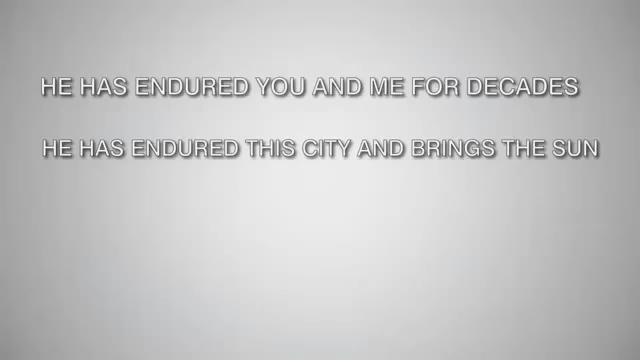 HE HAS ENDURED YOU AND ME FOR DECADES
HE HAS ENDURED THIS CITY AND BRINGS THE SUN